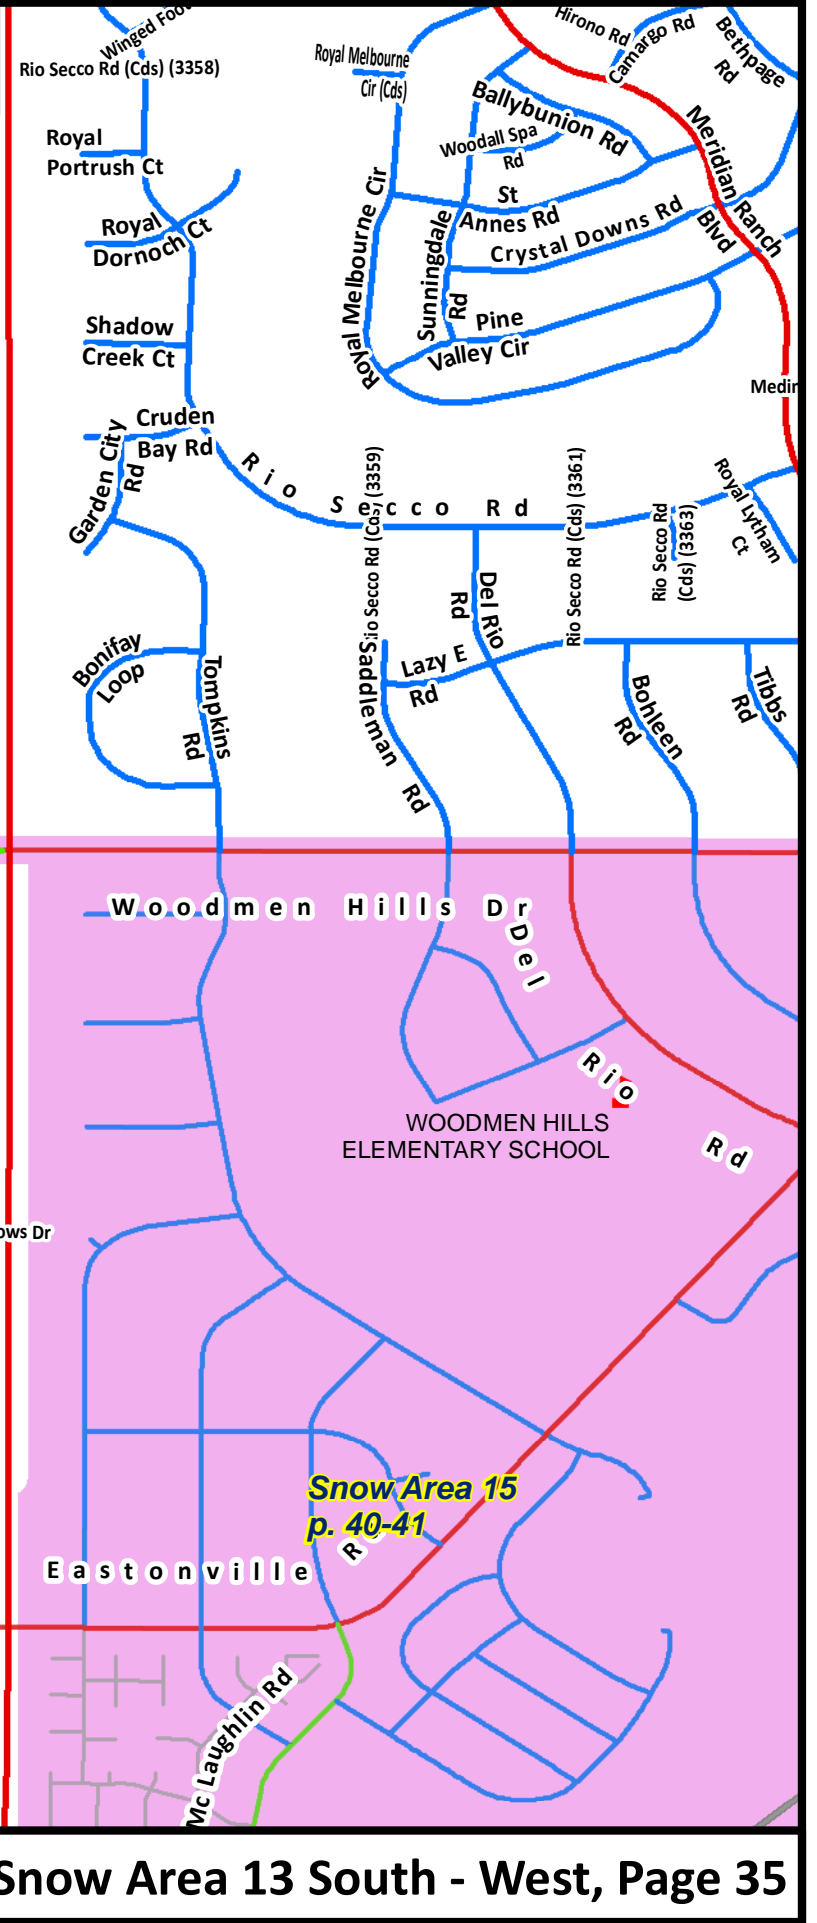 Winged Foot
Rio Secco Rd (Cds) (3358)
Royal
Portrush Ct
Royal
Dornoch Ct
Shadow
Creek Ct
Cruden
Bay Rd
Garden City
Rd
Royal Melbourne
Cir (Cds)
Hirono Rd
Camargo Rd
Bethpage
Rd
Ballybunion Rd
Woodall Spa
Rd
St
Annes Rd
Crystal Downs Rd
Meridian Ranch
Blvd
Royal Melbourne Cir
Sunningdale
Rd
Pine
Valley Cir
Medin
Rio Secco Rd
Rio Secco Rd (Cds) (3359)
Rio Secco Rd (Cds) (3361)
Rio Secco Rd
(Cds) (3363)
Royal Lytham
Ct
Del Rio
Rd
Lazy E
Rd
Saddleman Rd
Bonifay
Loop
Tompkins
Rd
Bohleen
Rd
Tibbs
Rd
Woodmen Hills Dr
Del Rio Rd
WOODMEN HILLS
ELEMENTARY SCHOOL
ows Dr
Snow Area 15
p. 40-41
Eastonville R
Mc Laughlin Rd
Snow Area 13 South - West, Page 35